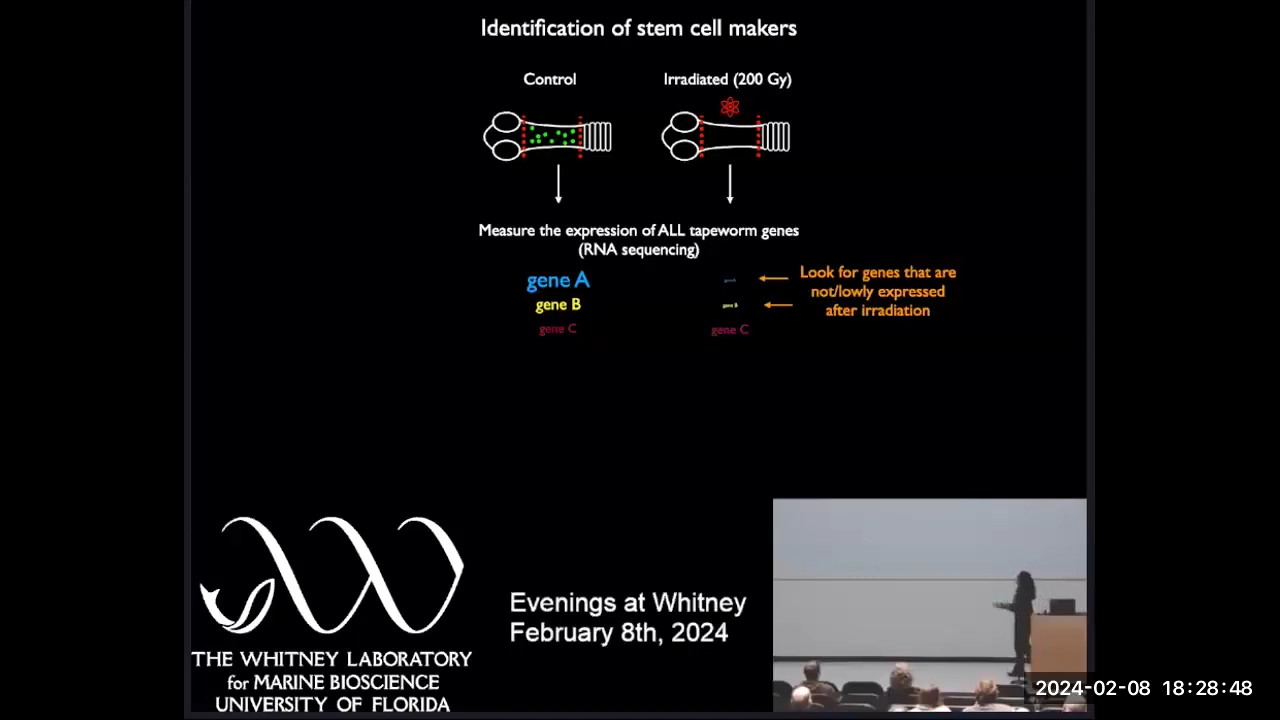 Identification of stem cell makers
Control
Irradiated (200 Gy)
Measure the expression of ALL tapeworm genes
(RNA sequencing)
gene A
gene B
gene C
gene B
gene C
Look for genes that are
not/lowly expressed
after irradiation
THE WHITNEY LABORATORY
for MARINE BIOSCIENCE
UNIVERSITY OF FLORIDA
Evenings at Whitney
February 8th, 2024
2024-02-08 18:28:48